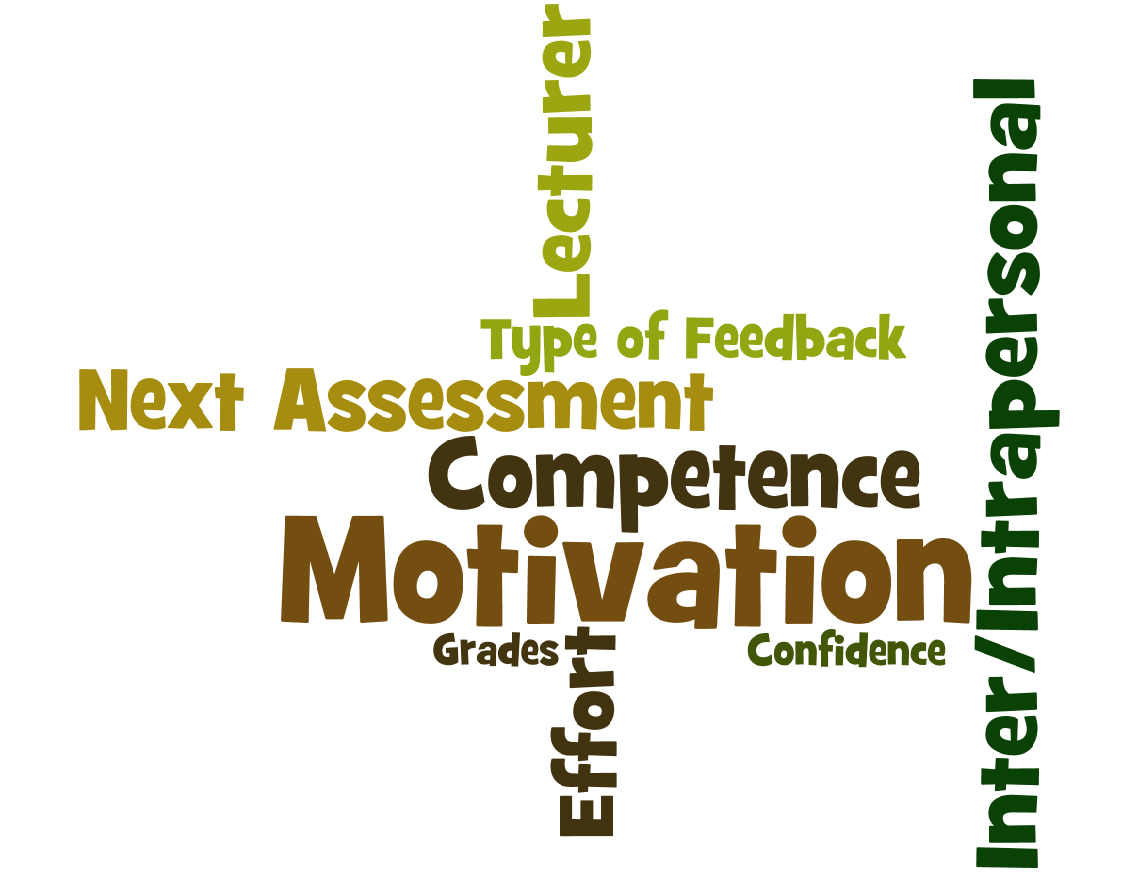 Lecturer
Inter/Intrapersonal
Type of Feedback
Next Assessment
Competence
Motivation
Grades
Confidence
Effort